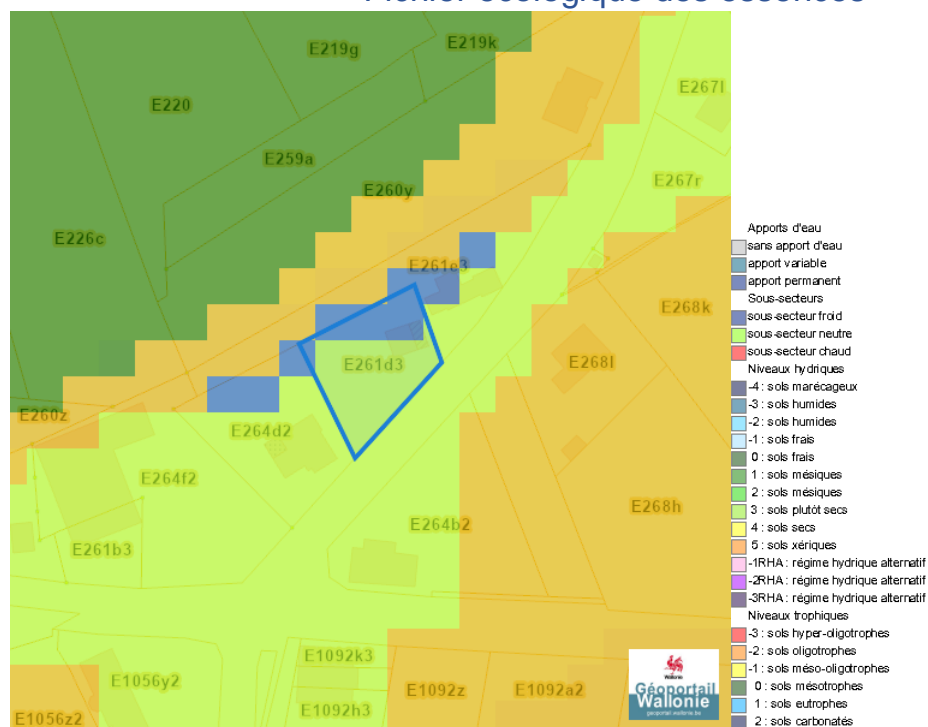 Fichier écologique des essences
E219g
E219k
E220
E267l
E259a
E267r
E260y
E226c
E261e3
E268k
E261d3
E268l
E260z
E264d2
E264f2
E268h
E264b2
E261b3
E1092k3
E1056y2
E1092z
E1092a2
E1092h3
E1056z2
Wallonie
Géoportail
Wallonie
geoportail.wallonie.be
Apports d'eau
sans apport d'eau
apport variable
apport permanent
Sous-secteurs
sous-secteur froid
sous-secteur neutre
sous-secteur chaud
Niveaux hydriques
-4 : sols marécageux
-3 : sols humides
-2 : sols humides
-1 : sols frais
0 : sols frais
1 : sols mésiques
2 : sols mésiques
3 : sols plutôt secs
4 : sols secs
5 : sols xériques
-1RHA : régime hydrique alternatif
-2RHA : régime hydrique alternatif
-3RHA : régime hydrique alternatif
Niveaux trophiques
-3 : sols hyper-oligotrophes
-2 : sols oligotrophes
-1 : sols méso-oligotrophes
0 : sols mésotrophes
1 : sols eutrophes
2 : sols carbonatés